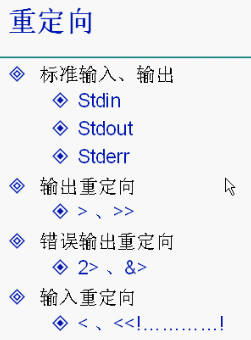 重定向
标准输入、输出
Stdin
Stdout
Stderr
输出重定向
> 、>>
错误输出重定向
2> 、&>
输入重定向
< 、<<!…………!